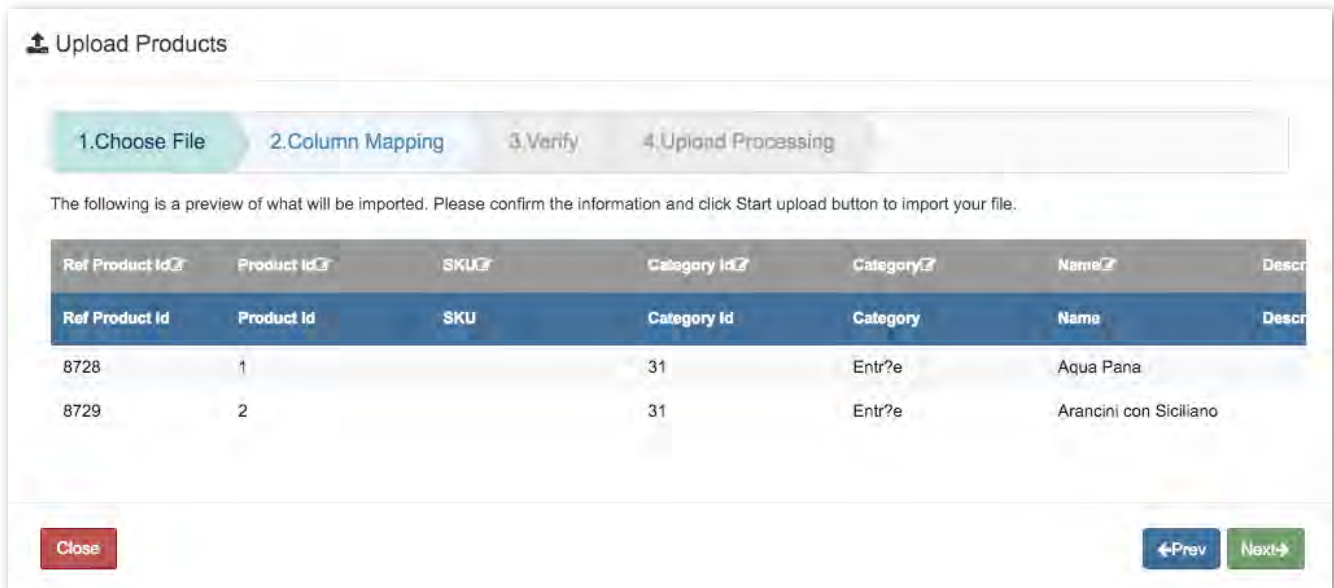 Upload Products
1.Choose File 2.Column Mapping 3.Verify 4.Upload Processing
The following is a preview of what will be imported. Please confirm the information and click Start upload button to import your file.
Ref Product Id Product Id SKU Category Id Category Name Descr
Ref Product Id Product Id SKU Category Id Category Name Descr
8728 1 31 Entr?e Aqua Pana
8729 2 31 Entr?e Arancini con Siciliano
Close Prev Next